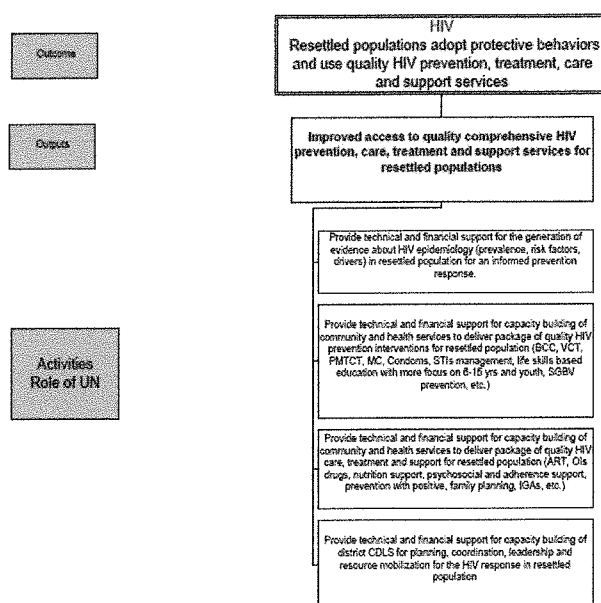 HIV
Outcome
Resettled populations adopt protective behaviors
and use quality HIV prevention, treatment, care
and support services
Outputs
Improved access to quality comprehensive HIV
prevention, care, treatment and support services for
resettled populations
Provide technical and financial support for the generation of
evidence about HIV epidemiology (prevalence, risk factors,
drivers) in resettled population for an informed prevention
response.
Activities
Role of UN
Provide technical and financial support for capacity building of
community and health services to deliver package of quality HIV
prevention interventions for resettled population (BCC, VCT,
PMTCT, MC, Condoms, STIs management, life skills based
education with more focus on 6-15 yrs and youth, SGBV
prevention, etc.)
Provide technical and financial support for capacity building of
community and health services to deliver package of quality HIV
care, treatment and support for resettled population (ART, OIs
drugs, nutrition support, psychosocial and adherence support,
prevention with positive, family planning, IGAs, etc.)
Provide technical and financial support for capacity building of
district CDLS for planning, coordination, leadership and
resource mobilization for the HIV response in resettled
population